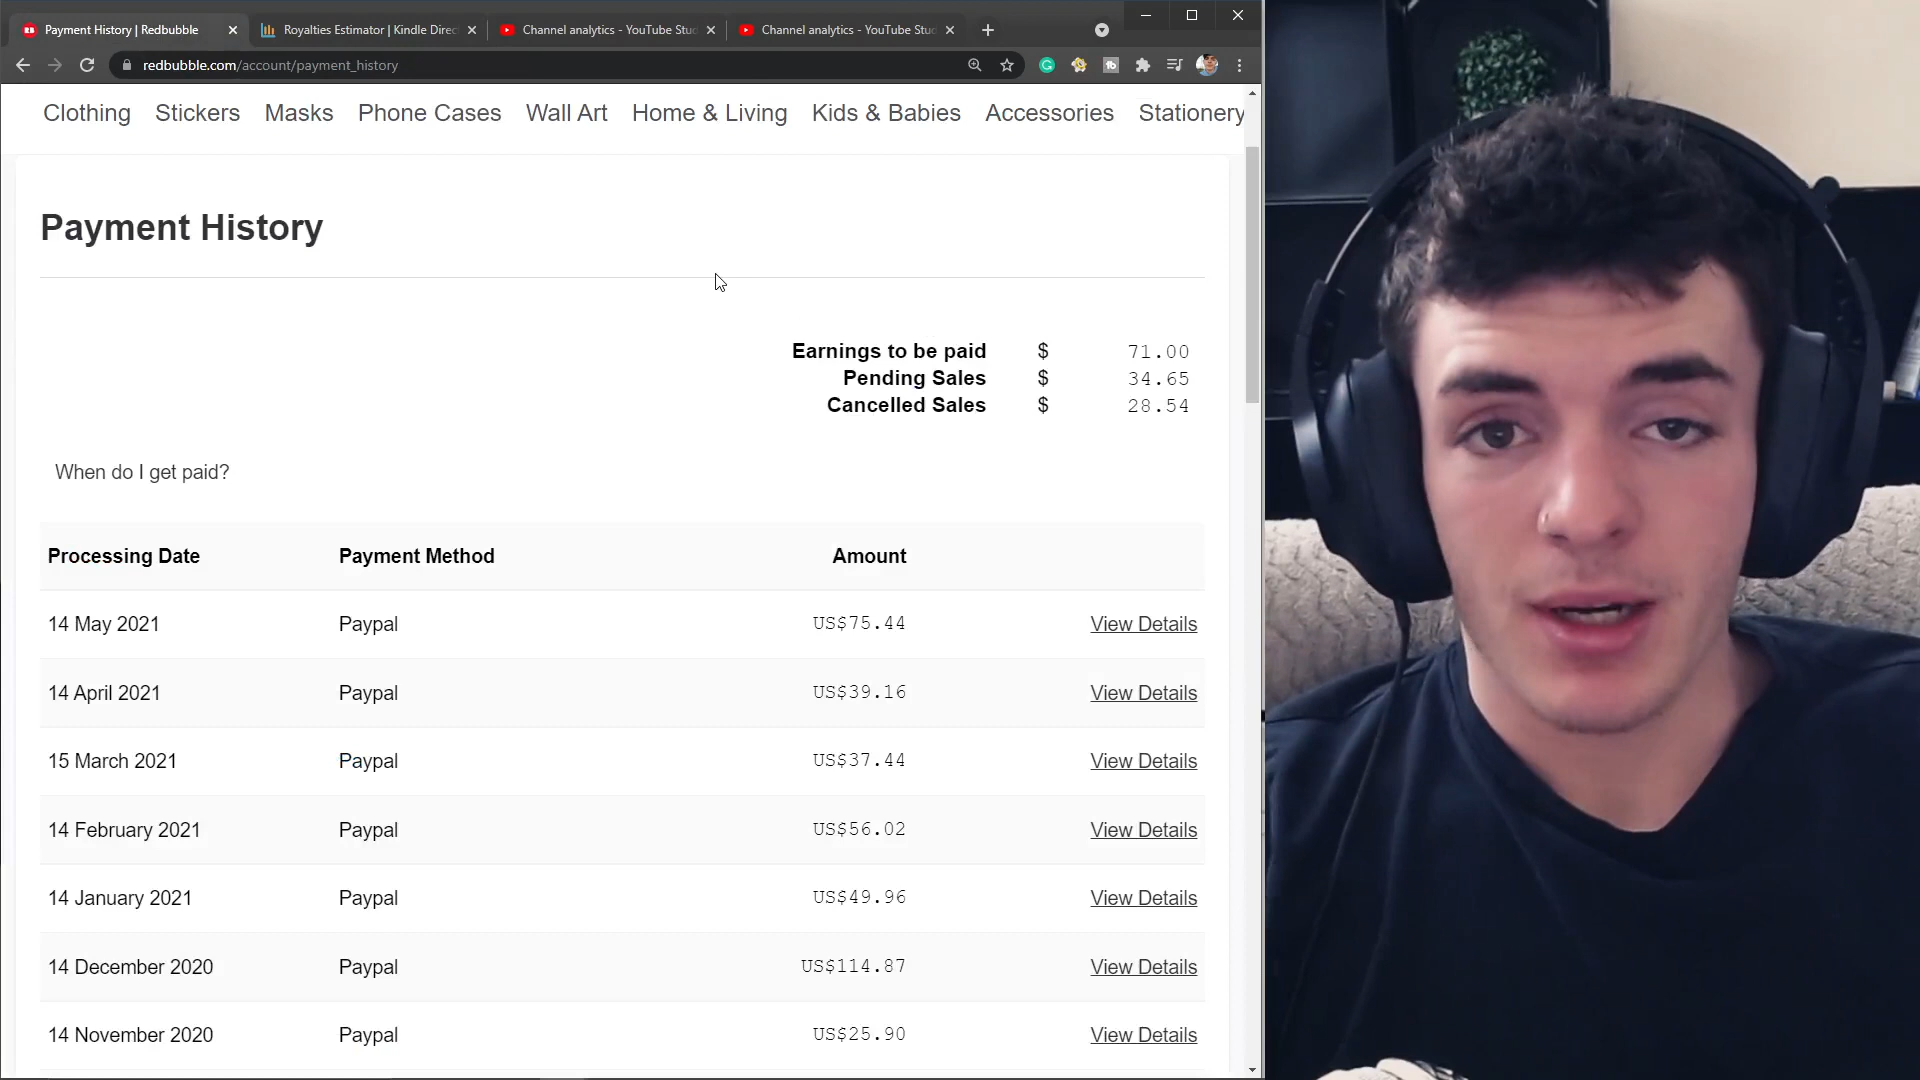 Payment History | Redbubble
Royalties Estimator | Kindle Direc
Channel analytics - YouTube Stud
Channel analytics - YouTube Stud
redbubble.com/account/payment_history
Clothing Stickers Masks Phone Cases Wall Art Home & Living Kids & Babies Accessories Stationery
Payment History
Earnings to be paid $ 71.00
Pending Sales $ 34.65
Cancelled Sales $ 28.54
When do I get paid?
Processing Date Payment Method Amount
14 May 2021 Paypal US$75.44 View Details
14 April 2021 Paypal US$39.16 View Details
15 March 2021 Paypal US$37.44 View Details
14 February 2021 Paypal US$56.02 View Details
14 January 2021 Paypal US$49.96 View Details
14 December 2020 Paypal US$114.87 View Details
14 November 2020 Paypal US$25.90 View Details